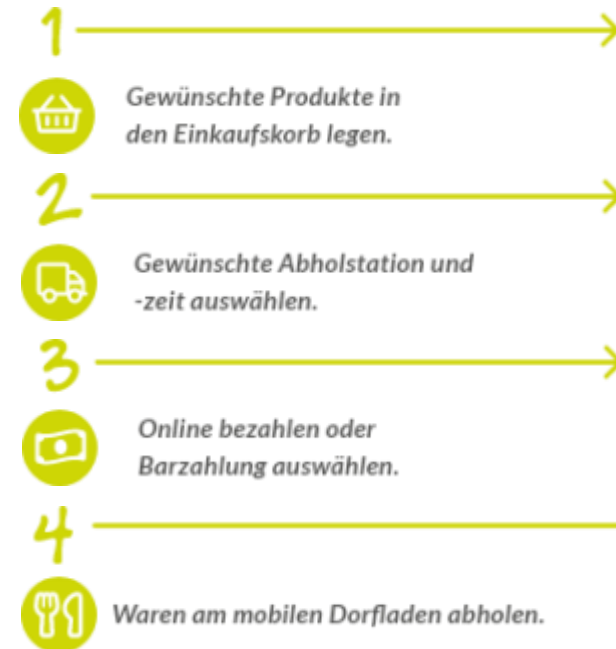 1
Gewünschte Produkte in
den Einkaufskorb legen.
2
Gewünschte Abholstation und
-zeit auswählen.
3
Online bezahlen oder
Barzahlung auswählen.
4
Waren am mobilen Dorfladen abholen.